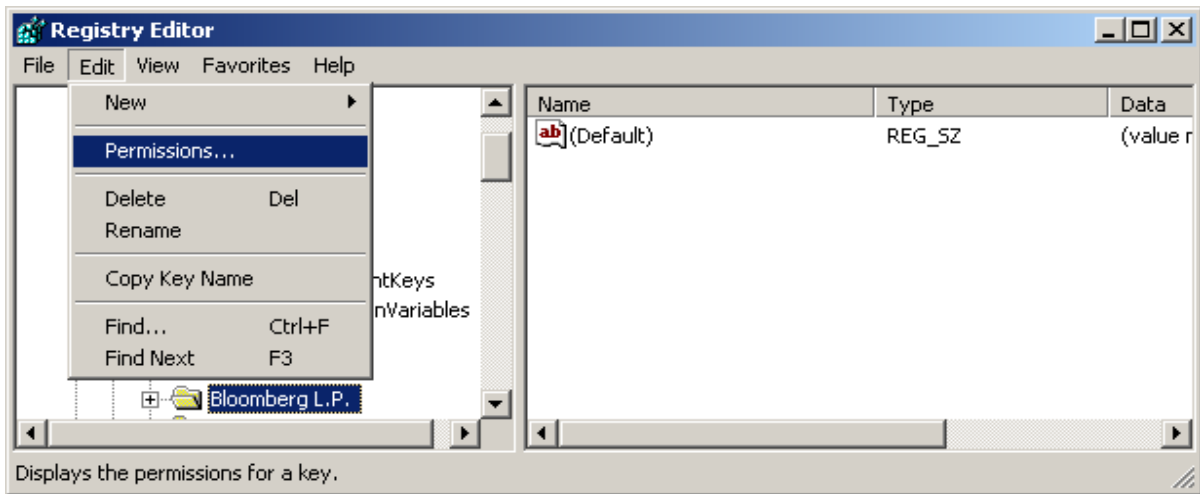 Registry Editor
File Edit View Favorites Help
New
Permissions...
Delete Del
Rename
Copy Key Name
Find... Ctrl+F
Find Next F3
ntKeys
nVariables
Bloomberg L.P.
Name Type Data
ab (Default) REG_SZ (value r
Displays the permissions for a key.